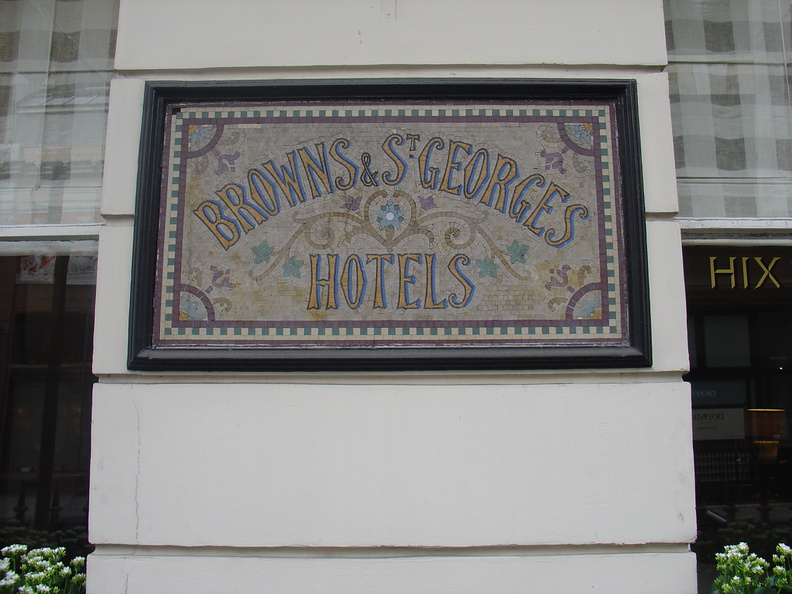 BROWNS & ST. GEORGES
HOTELS
HIX